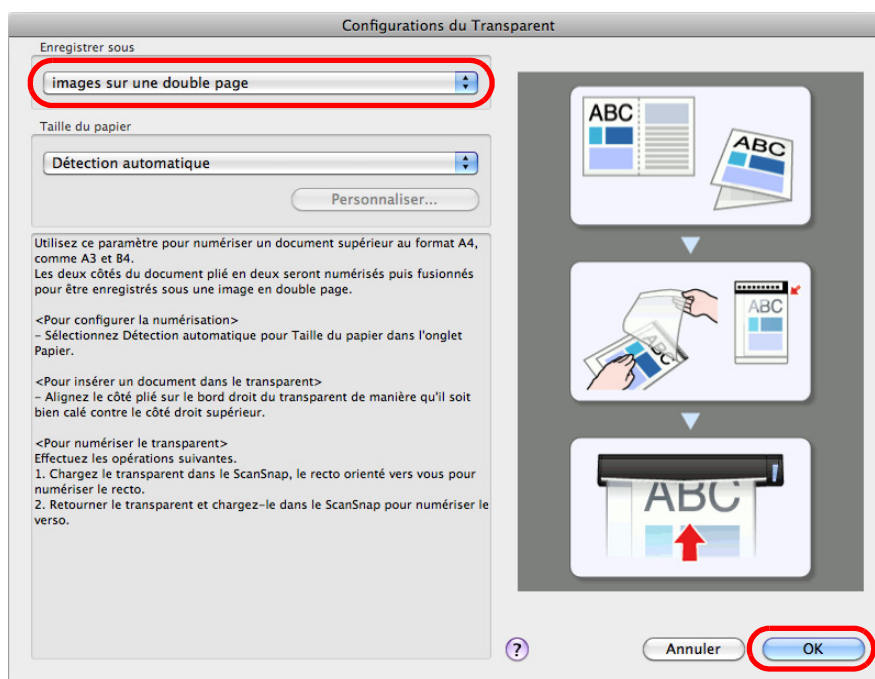 Configurations du Transparent
Enregistrer sous
images sur une double page
Taille du papier
Détection automatique
Personnaliser...
Utilisez ce paramètre pour numériser un document supérieur au format A4,
comme A3 et B4.
Les deux côtés du document plié en deux seront numérisés puis fusionnés
pour être enregistrés sous une image en double page.
<Pour configurer la numérisation>
– Sélectionnez Détection automatique pour Taille du papier dans l'onglet
Papier.
<Pour insérer un document dans le transparent>
– Alignez le côté plié sur le bord droit du transparent de manière qu'il soit
bien calé contre le côté droit supérieur.
<Pour numériser le transparent>
Effectuez les opérations suivantes.
1. Chargez le transparent dans le ScanSnap, le recto orienté vers vous pour
numériser le recto.
2. Retourner le transparent et chargez-le dans le ScanSnap pour numériser le
verso.
ABC
ABC
ABC
ABC
ABC
?
Annuler
OK